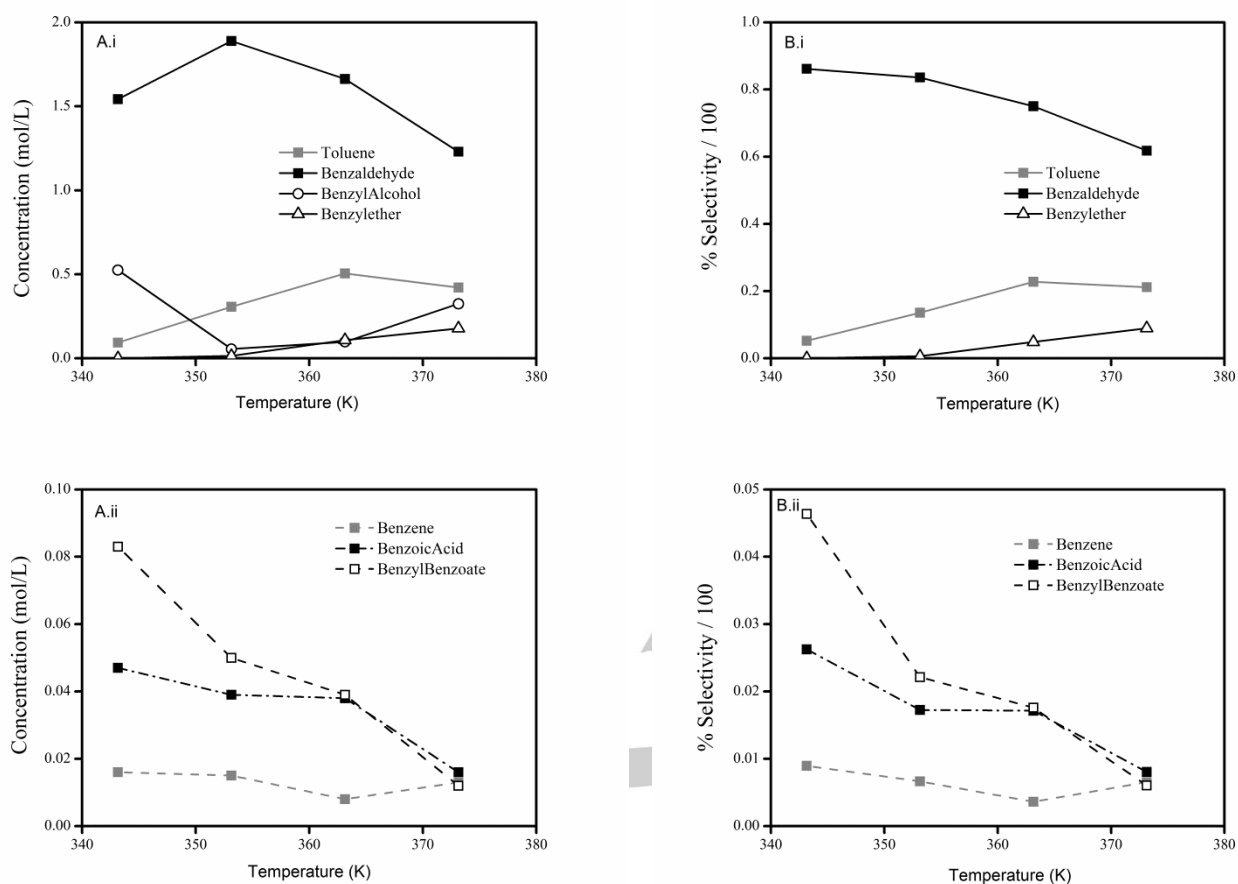 A.i
Concentration (mol/L)
2.0
1.5
1.0
0.5
0.0
Toluene
Benzaldehyde
BenzylAlcohol
Benzylether
340 350 360 370 380
Temperature (K)
B.i
% Selectivity / 100
1.0
0.8
0.6
0.4
0.2
0.0
Toluene
Benzaldehyde
Benzylether
340 350 360 370 380
Temperature (K)
A.ii
Concentration (mol/L)
0.10
0.08
0.06
0.04
0.02
0.00
Benzene
BenzoicAcid
BenzylBenzoate
340 350 360 370 380
Temperature (K)
B.ii
% Selectivity / 100
0.05
0.04
0.03
0.02
0.01
0.00
Benzene
BenzoicAcid
BenzylBenzoate
340 350 360 370 380
Temperature (K)